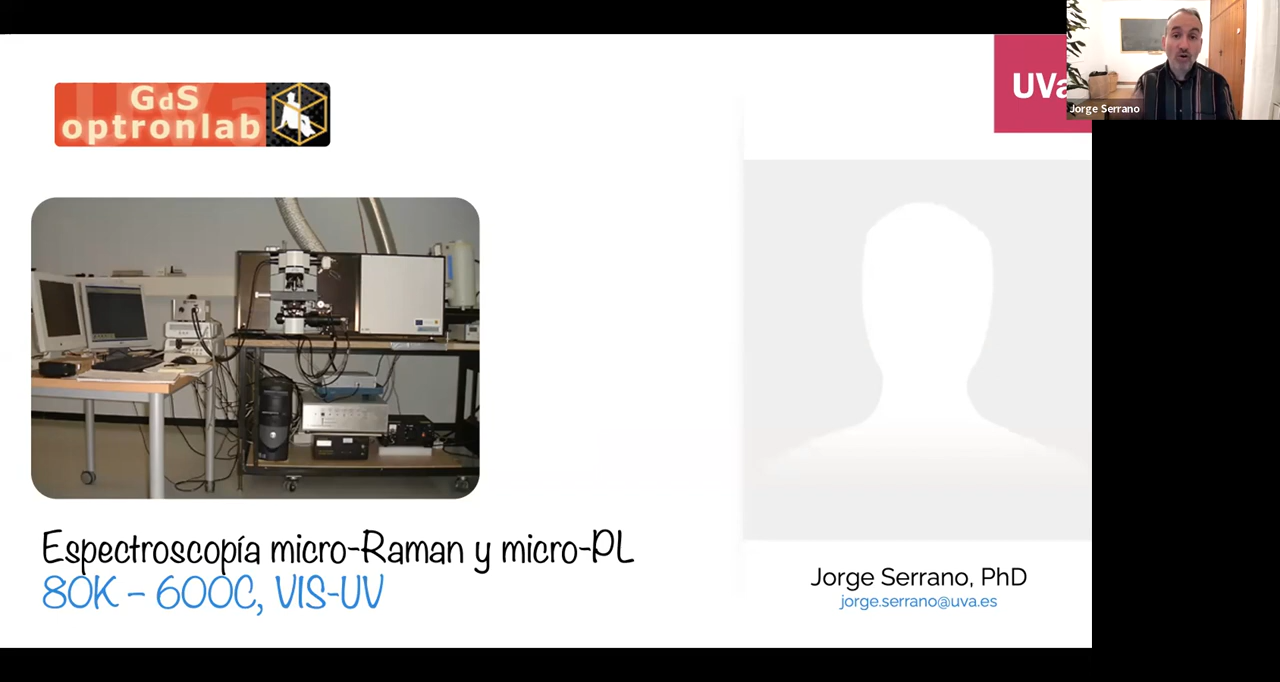 GdS
optronlab
UVa
Jorge Serrano
Espectroscopía micro-Raman y micro-PL
80K – 600C, VIS-UV
Jorge Serrano, PhD
jorge.serrano@uva.es